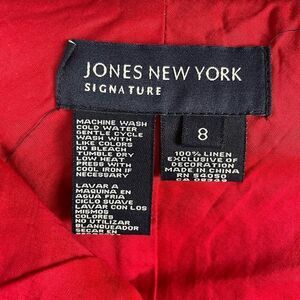 JONES NEW YORK
SIGNATURE
MACHINE WASH
COLD WATER
GENTLE CYCLE
WASH WITH
LIKE COLORS
NO BLEACH
TUMBLE DRY
LOW HEAT
PRESS WITH
COOL IRON IF
NECESSARY
LAVAR A
MAQUINA EN
AGUA FRIA
CICLO SUAVE
LAVAR CON LOS
MISMOS
COLORES
NO UTILIZAR
BLANQUEADOR
SECAR EN
8
100% LINEN
EXCLUSIVE OF
DECORATION
MADE IN CHINA
RN 54050